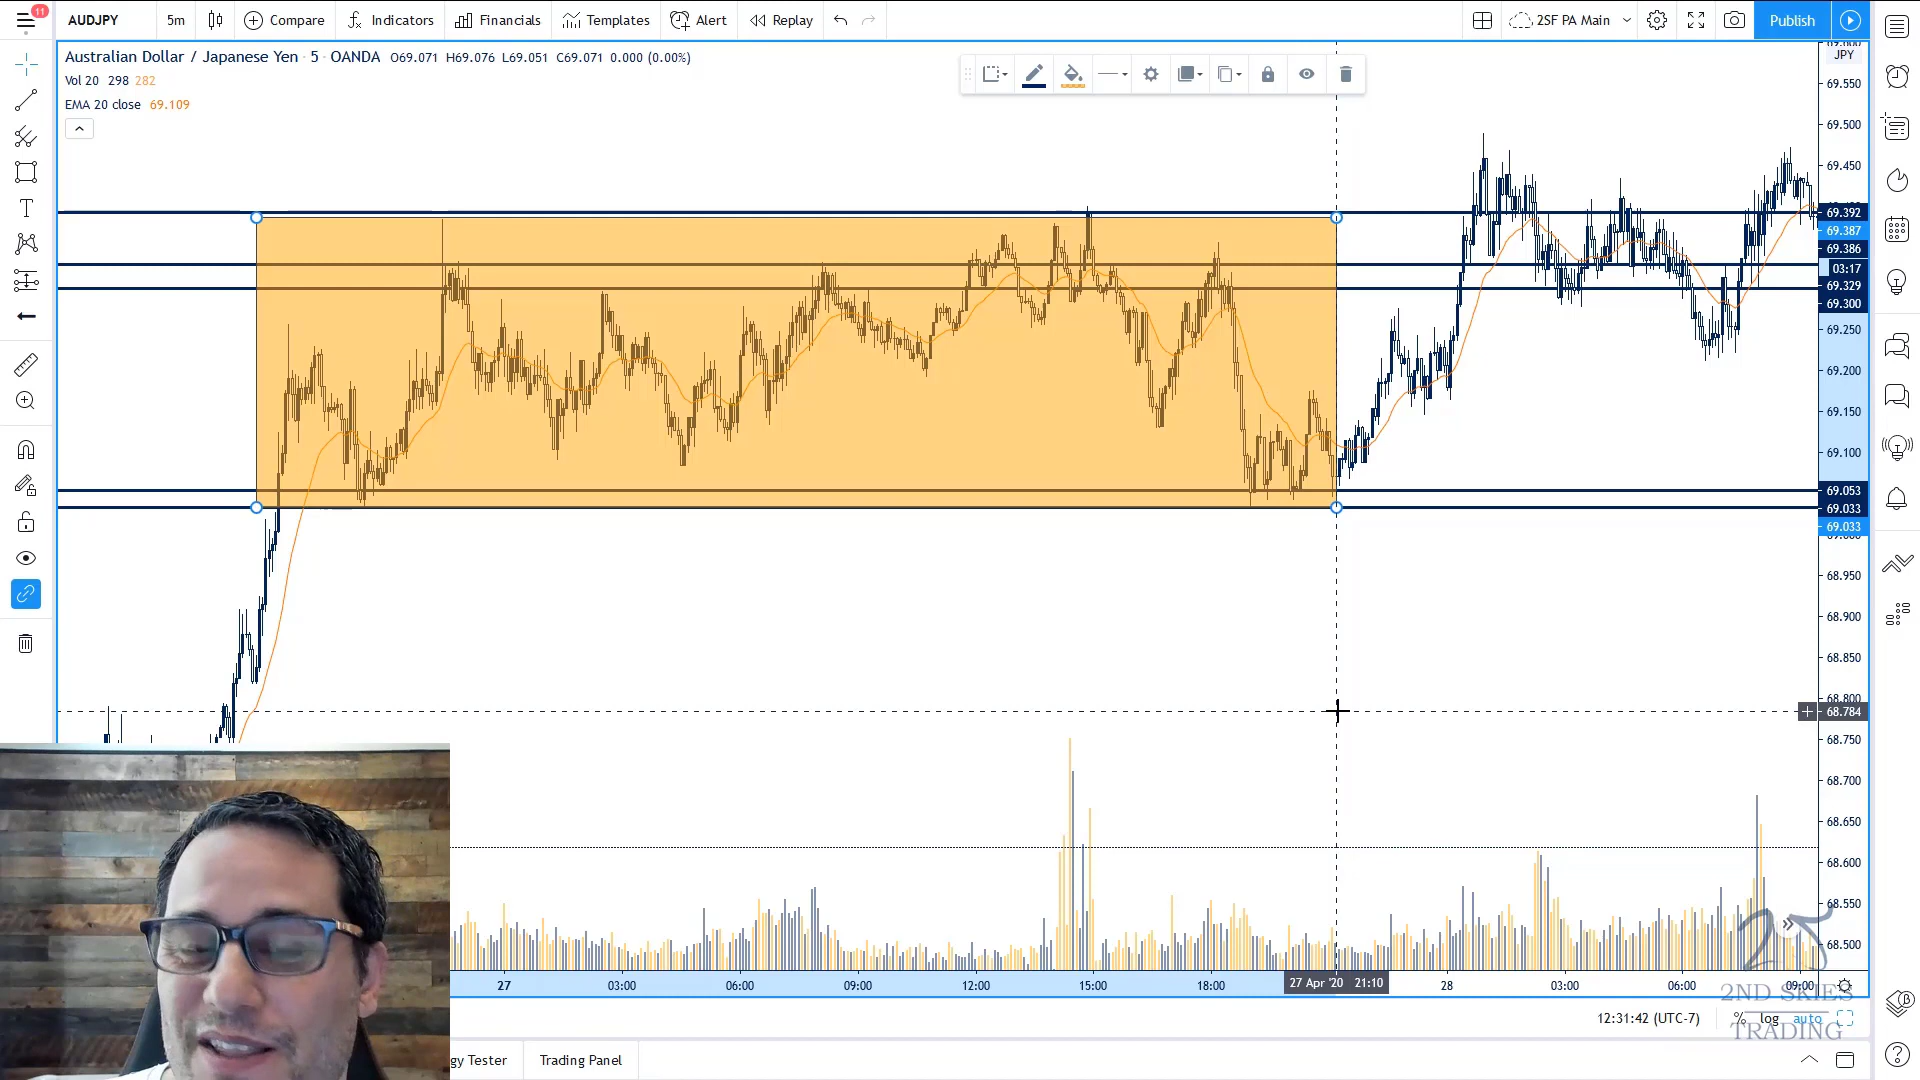 11
AUDJPY
5m
Compare
Indicators
Financials
Templates
Alert
Replay
2SF PA Main
Publish
Australian Dollar / Japanese Yen · 5 · OANDA O69.071 H69.076 L69.051 C69.071 0.000 (0.00%)
Vol 20 298 282
EMA 20 close 69.109
JPY
69.550
69.500
69.450
69.392
69.387
69.386
03:17
69.329
69.300
69.250
69.200
69.150
69.100
69.053
69.033
69.033
68.950
68.900
68.850
68.800
68.784
68.750
68.700
68.650
68.600
68.550
68.500
27
03:00
06:00
09:00
12:00
15:00
18:00
27 Apr '20 21:10
28
03:00
06:00
09:00
2ND SKIES
TRADING
12:31:42 (UTC-7)
%
log
auto
gy Tester
Trading Panel